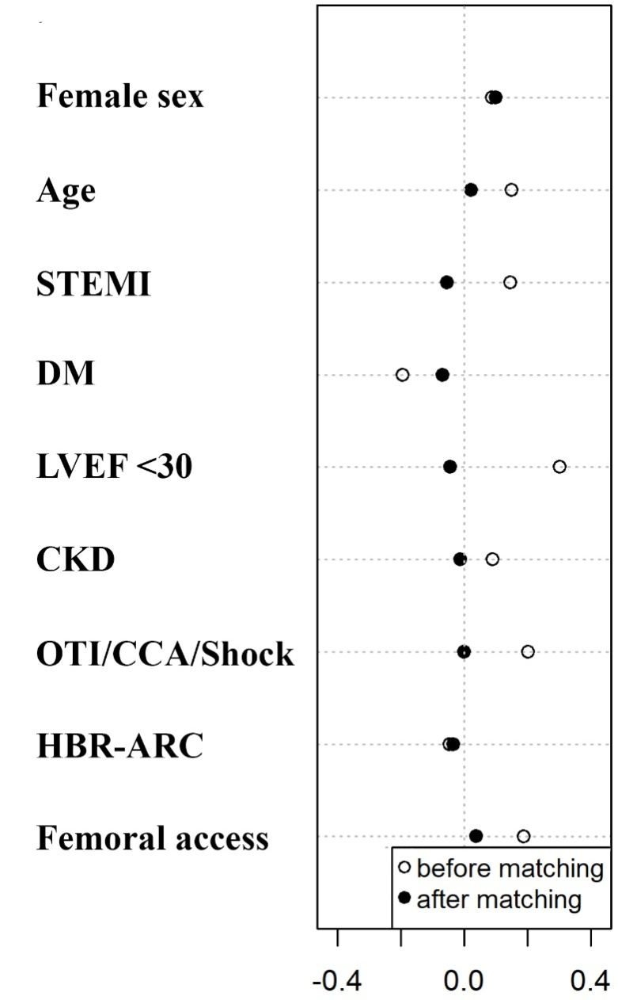 Female sex
Age
STEMI
DM
LVEF <30
CKD
OTI/CCA/Shock
HBR-ARC
Femoral access
before matching
after matching
-0.4 0.0 0.4